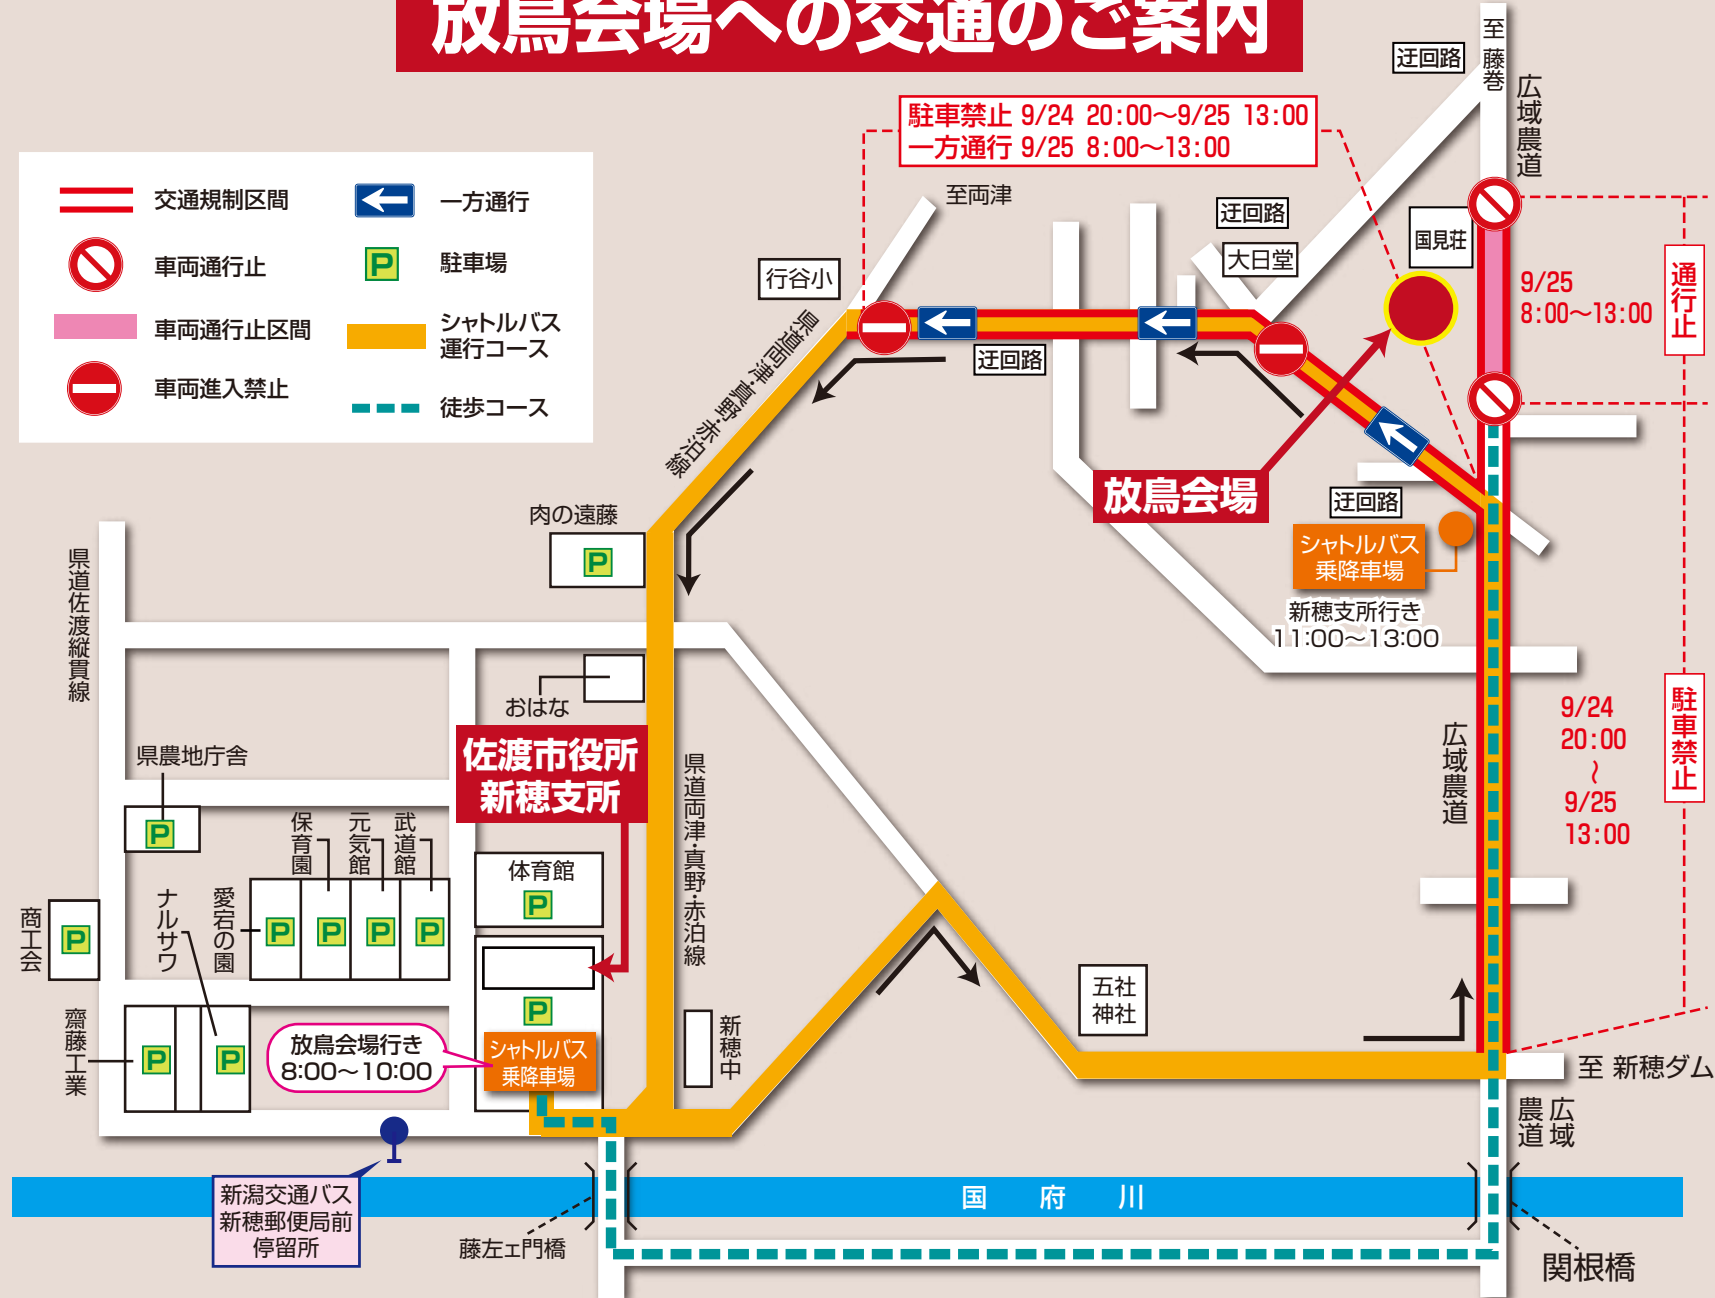 放鳥会場への交通のご案内
交通規制区間
車両通行止
車両通行止区間
車両進入禁止
一方通行
P
駐車場
シャトルバス
運行コース
徒歩コース
駐車禁止 9/24 20:00〜9/25 13:00
一方通行 9/25 8:00〜13:00
至両津
行谷小
県道両津・真野・赤泊線
迂回路
迂回路
大日堂
迂回路
至 藤巻
広域農道
国見荘
9/25
8:00〜13:00
通行止
放鳥会場
迂回路
シャトルバス
乗降車場
新穂支所行き
11:00〜13:00
広域農道
9/24
20:00
〜
9/25
13:00
駐車禁止
肉の遠藤
P
県道佐渡縦貫線
おはな
佐渡市役所
新穂支所
県道両津・真野・赤泊線
県農地庁舎
P
保育園
元気館
武道館
愛宕の園
ナルサワ
P
P
P
P
商工会
P
齋藤工業
P
P
体育館
P
P
シャトルバス
乗降車場
放鳥会場行き
8:00〜10:00
新穂中
五社
神社
至 新穂ダム
広域
農道
新潟交通バス
新穂郵便局前
停留所
国府川
藤左ェ門橋
関根橋